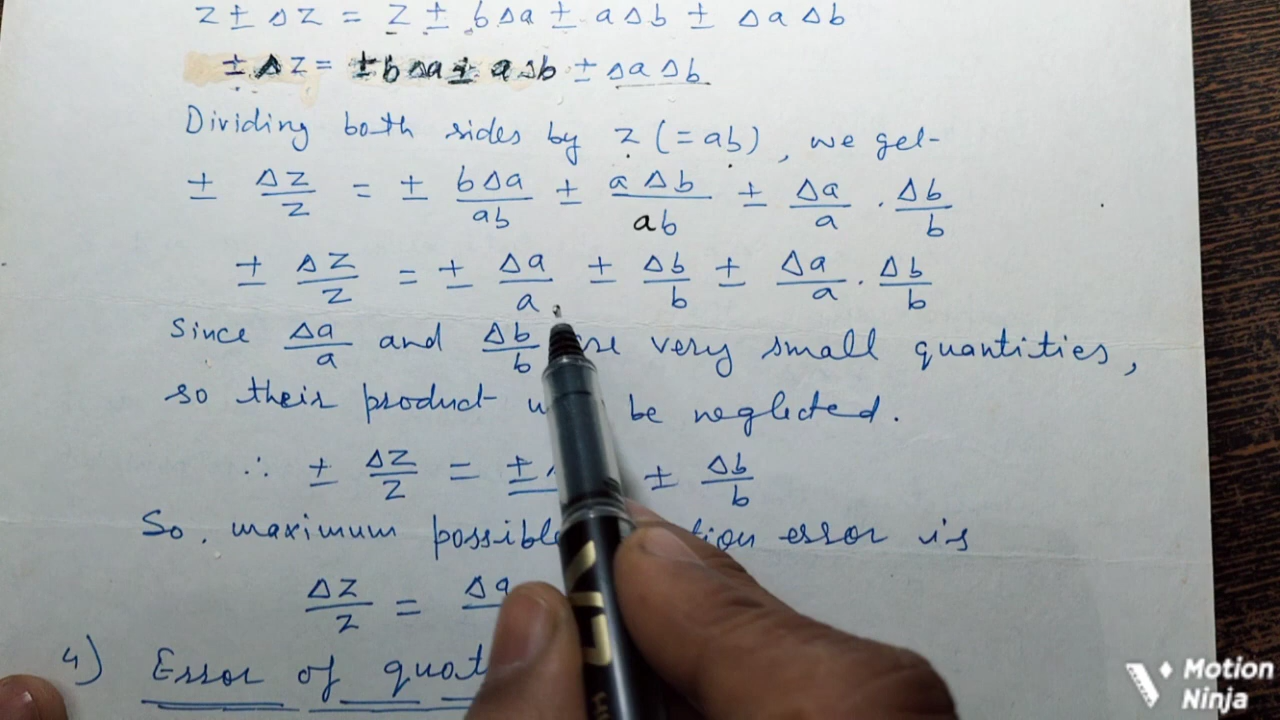 z ± Δz = z ± bΔa ± aΔb ± ΔaΔb
± Δz = ± bΔa ± aΔb ± ΔaΔb
Dividing both sides by z (= ab), we get
± Δz/z = ± bΔa/ab ± aΔb/ab ± Δa/a . Δb/b
± Δz/z = ± Δa/a ± Δb/b ± Δa/a . Δb/b
Since Δa/a and Δb/b are very small quantities,
so their product be neglected.
∴ ± Δz/z = ± ± Δb/b
So, maximum possible error is
Δz/z = Δa
4) Error of
Motion
Ninja